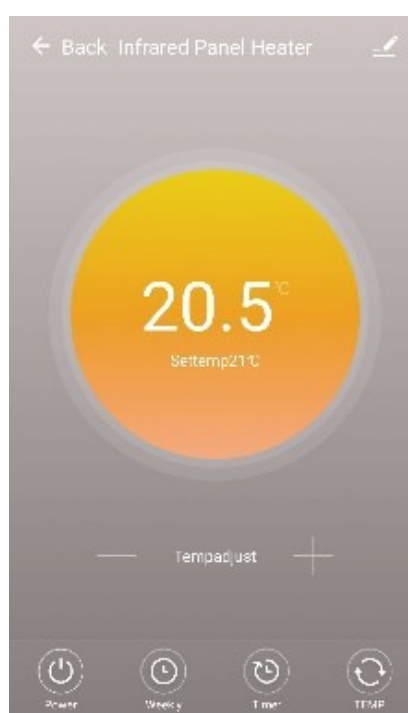 ← Back Infrared Panel Heater
20.5℃
Settemp21℃
— Tempadjust +
Power Weekly Timer TEMP